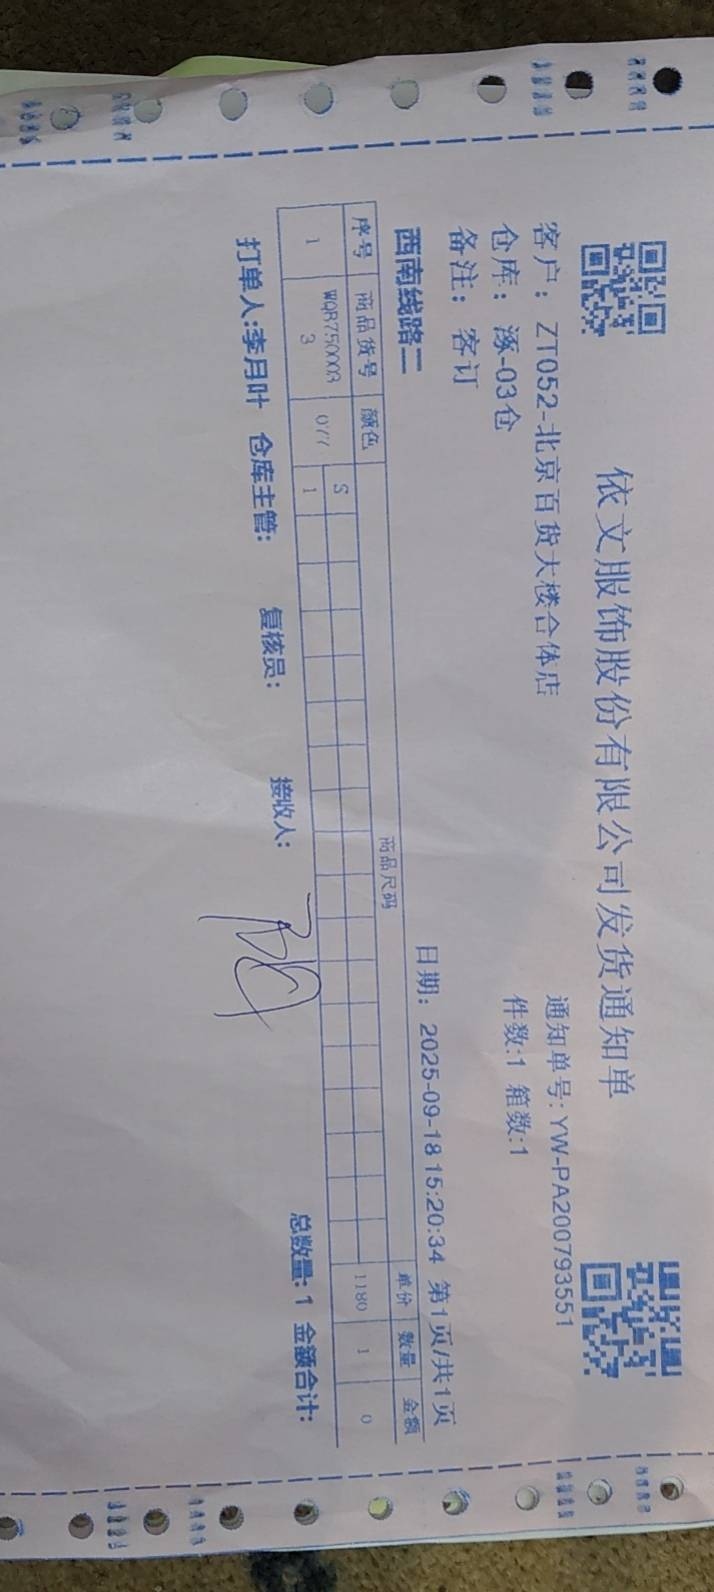 依文服饰股份有限公司发货通知单
客户：ZT052-北京百货大楼合体店
通知单号: YW-PA200793551
仓库：涿-03仓
件数:1 箱数:1
备注：客订
西南线路二
日期：2025-09-18 15:20:34 第1页/共1页
序号 商品货号 颜色 商品尺码 单价 数量 金额
S
1 WQB750003 077 1 1180 1 0
3
打单人:李月叶 仓库主管: 复核员: 接收人: 总数量: 1 金额合计: